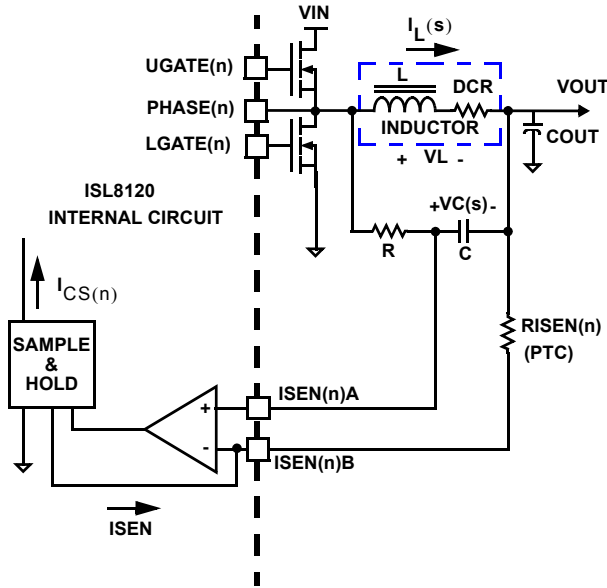 VIN
I_L(s)
UGATE(n)
L
DCR
VOUT
PHASE(n)
INDUCTOR
COUT
LGATE(n)
+ VL -
ISL8120
INTERNAL CIRCUIT
+VC(s)-
R
C
I_CS(n)
RISEN(n)
(PTC)
SAMPLE
&
HOLD
+
ISEN(n)A
-
ISEN(n)B
ISEN